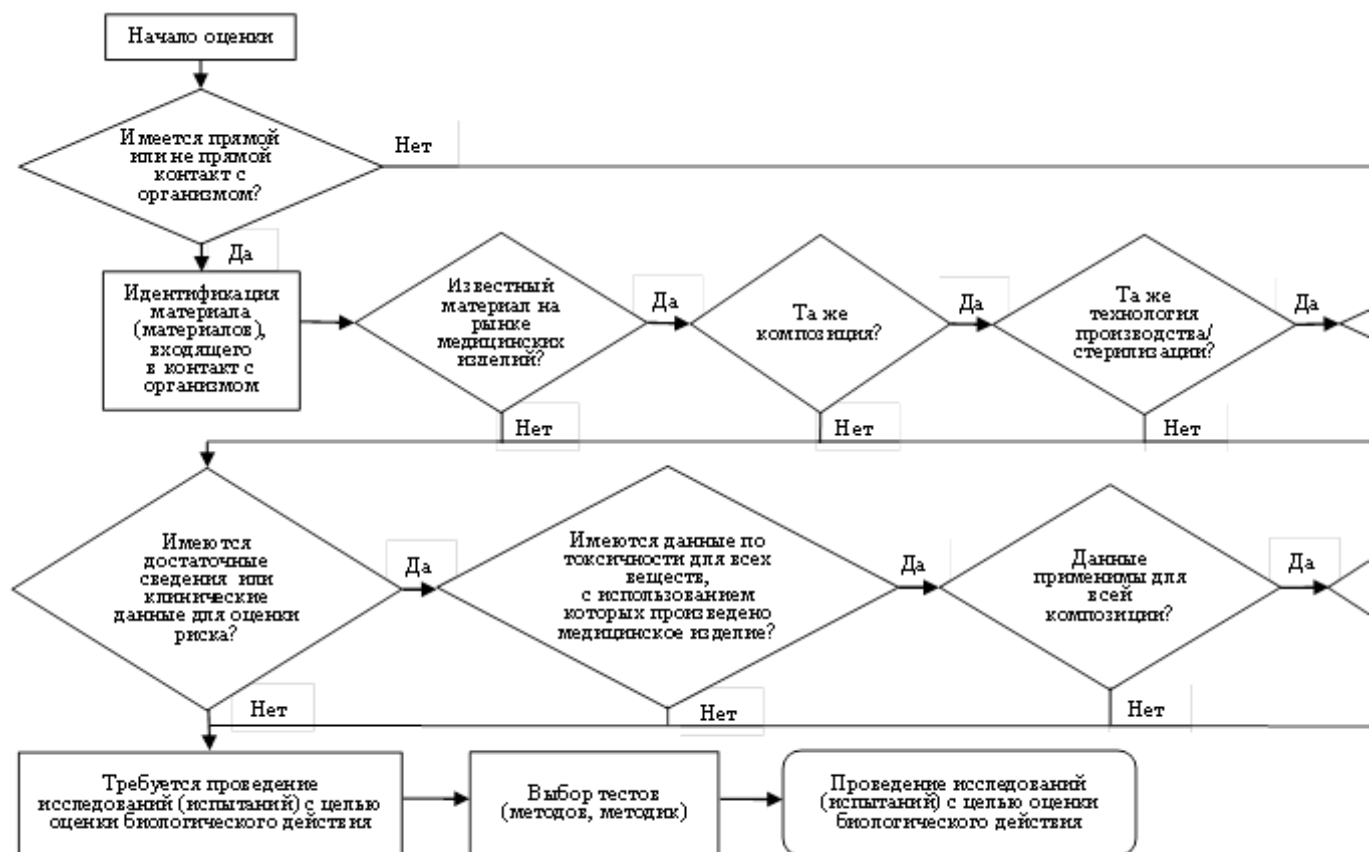 Начало оценки
Имеется прямой
или не прямой
контакт с
организмом?
Нет
Да
Идентификация
материала
(материалов),
входящего
в контакт с
организмом
Известный
материал на
рынке
медицинских
изделий?
Да
Та же
композиция?
Да
Та же
технология
производства/
стерилизации?
Да
Нет
Нет
Нет
Имеются
достаточные
сведения или
клинические
данные для оценки
риска?
Да
Имеются данные по
токсичности для всех
веществ,
с использованием
которых произведено
медицинское изделие?
Да
Данные
применимы для
всей
композиции?
Да
Нет
Нет
Нет
Требуется проведение
исследований (испытаний) с целью
оценки биологического действия
Выбор тестов
(методов, методик)
Проведение исследований
(испытаний) с целью оценки
биологического действия